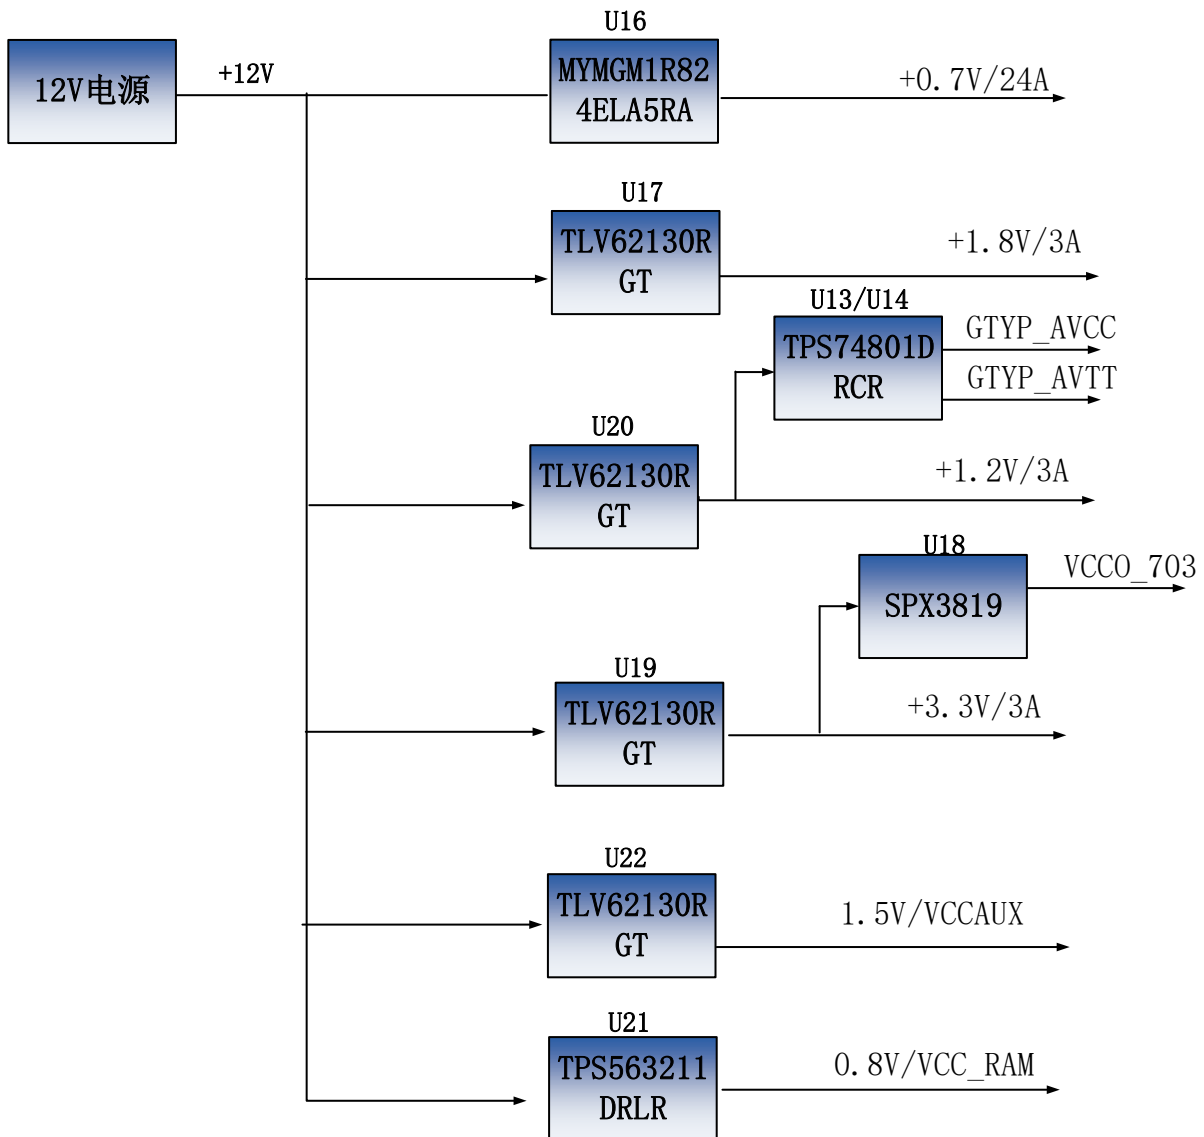 U16
12V电源
+12V
MYMGM1R82
4ELA5RA
+0.7V/24A
U17
TLV62130R
GT
+1.8V/3A
U13/U14
TPS74801D
RCR
GTYP_AVCC
GTYP_AVTT
U20
TLV62130R
GT
+1.2V/3A
U18
SPX3819
VCCO_703
U19
TLV62130R
GT
+3.3V/3A
U22
TLV62130R
GT
1.5V/VCCAUX
U21
TPS563211
DRLR
0.8V/VCC_RAM